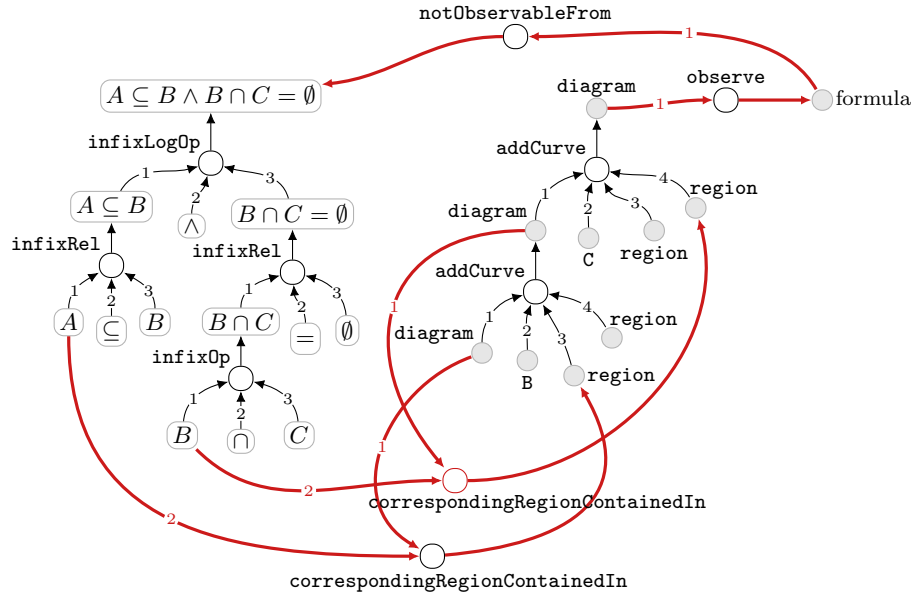 notObservableFrom
1
A ⊆ B ∧ B ∩ C = ∅
diagram
observe
1
formula
infixLogOp
addCurve
1
2
3
1
2
3
4
region
A ⊆ B
∧
B ∩ C = ∅
diagram
C
region
infixRel
infixRel
addCurve
1
2
3
1
2
3
1
1
2
3
4
A
⊆
B
B ∩ C
=
∅
diagram
B
region
region
infixOp
1
2
3
1
B
∩
C
2
correspondingRegionContainedIn
2
correspondingRegionContainedIn